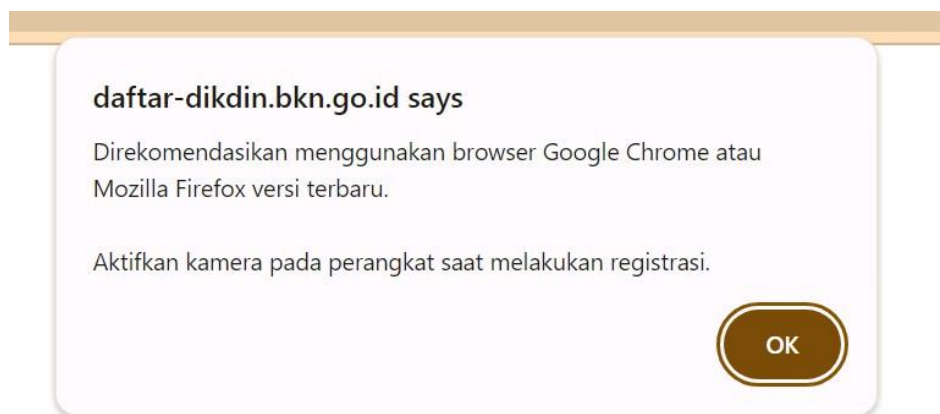 daftar-dikdin.bkn.go.id says
Direkomendasikan menggunakan browser Google Chrome atau
Mozilla Firefox versi terbaru.
Aktifkan kamera pada perangkat saat melakukan registrasi.
OK